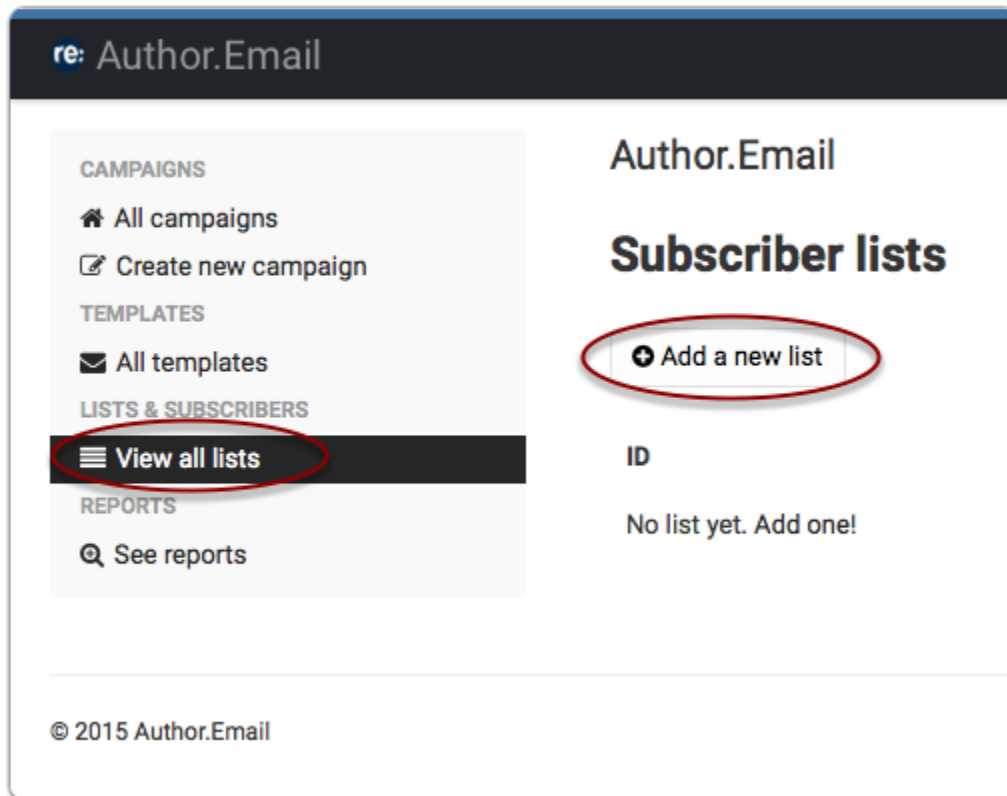 re: Author.Email
CAMPAIGNS
All campaigns
Create new campaign
TEMPLATES
All templates
LISTS & SUBSCRIBERS
View all lists
REPORTS
See reports
Author.Email
Subscriber lists
Add a new list
ID
No list yet. Add one!
© 2015 Author.Email